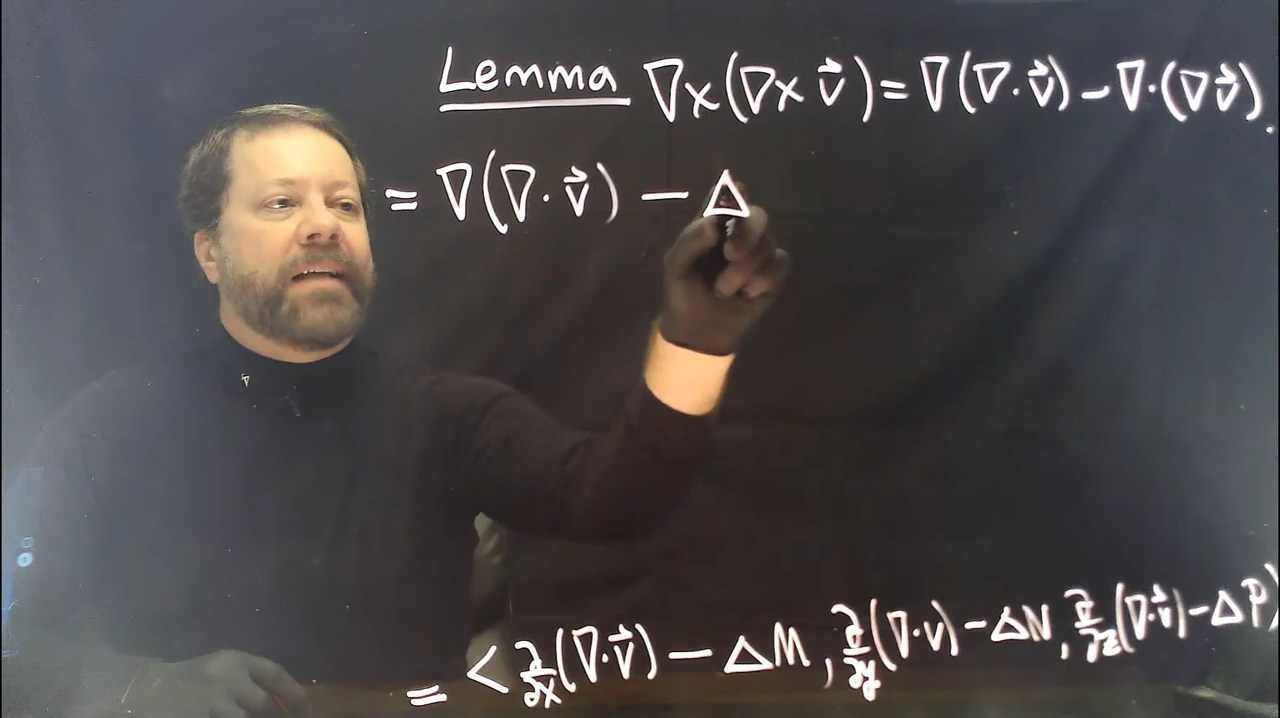 Lemma ∇×(∇×v⃗)=∇(∇·v⃗)-∇·(∇v⃗).
= ∇(∇·v⃗) - Δ
= <∂/∂x(∇·v⃗) - ΔM, ∂/∂y(∇·v) - ΔN, ∂/∂z(∇·v⃗) - ΔP>